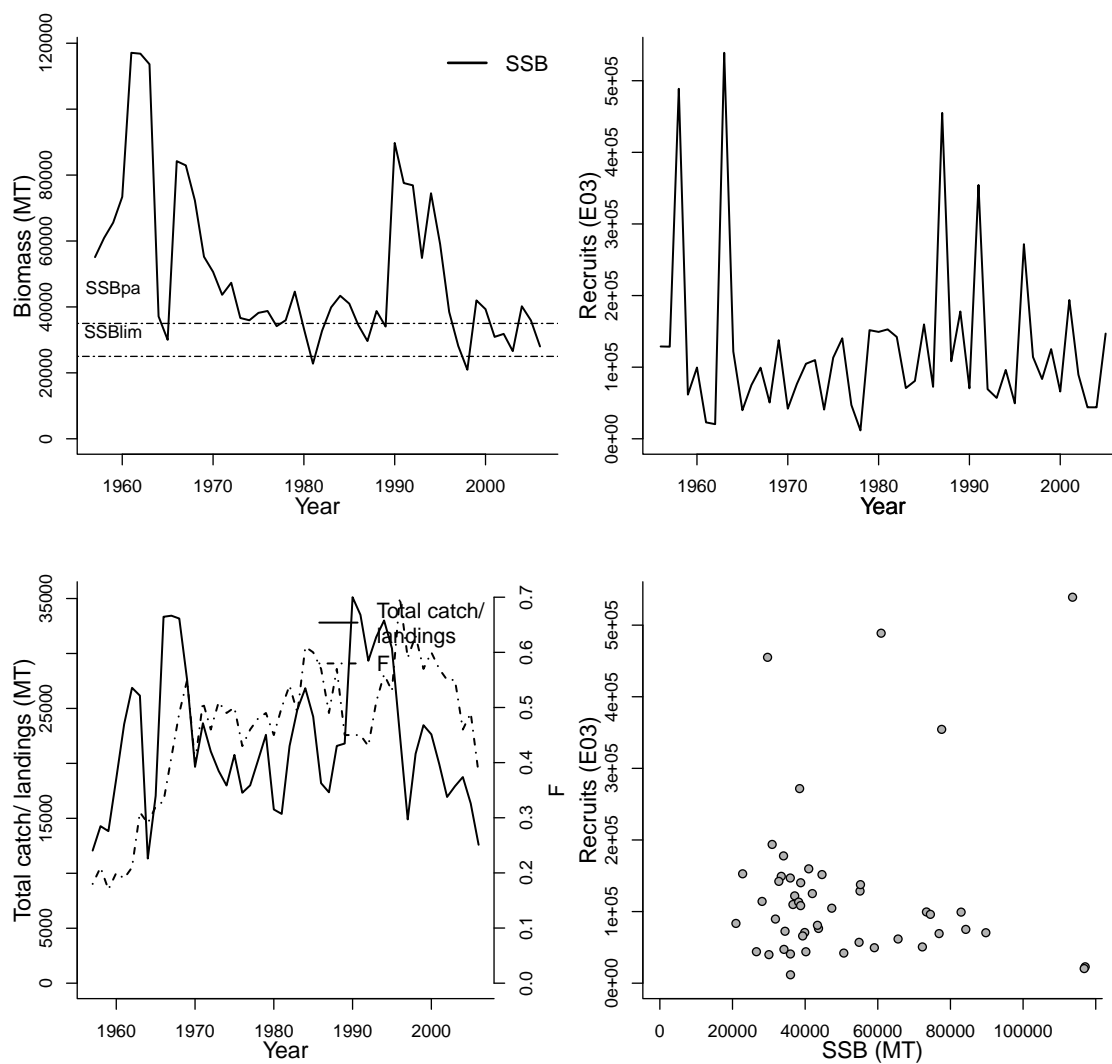 SSB
Biomass (MT)
120000
80000
60000
40000
20000
0
SSBpa
SSBlim
1960 1970 1980 1990 2000
Year
Recruits (E03)
5e+05
4e+05
3e+05
2e+05
1e+05
0e+00
1960 1970 1980 1990 2000
Year
Total catch/ landings (MT)
35000
25000
15000
5000
0
Total catch/
landings
F
0.7
0.6
0.5
0.4
0.3
0.2
0.1
0.0
F
1960 1970 1980 1990 2000
Year
Recruits (E03)
5e+05
4e+05
3e+05
2e+05
1e+05
0e+00
0 20000 40000 60000 80000 100000
SSB (MT)